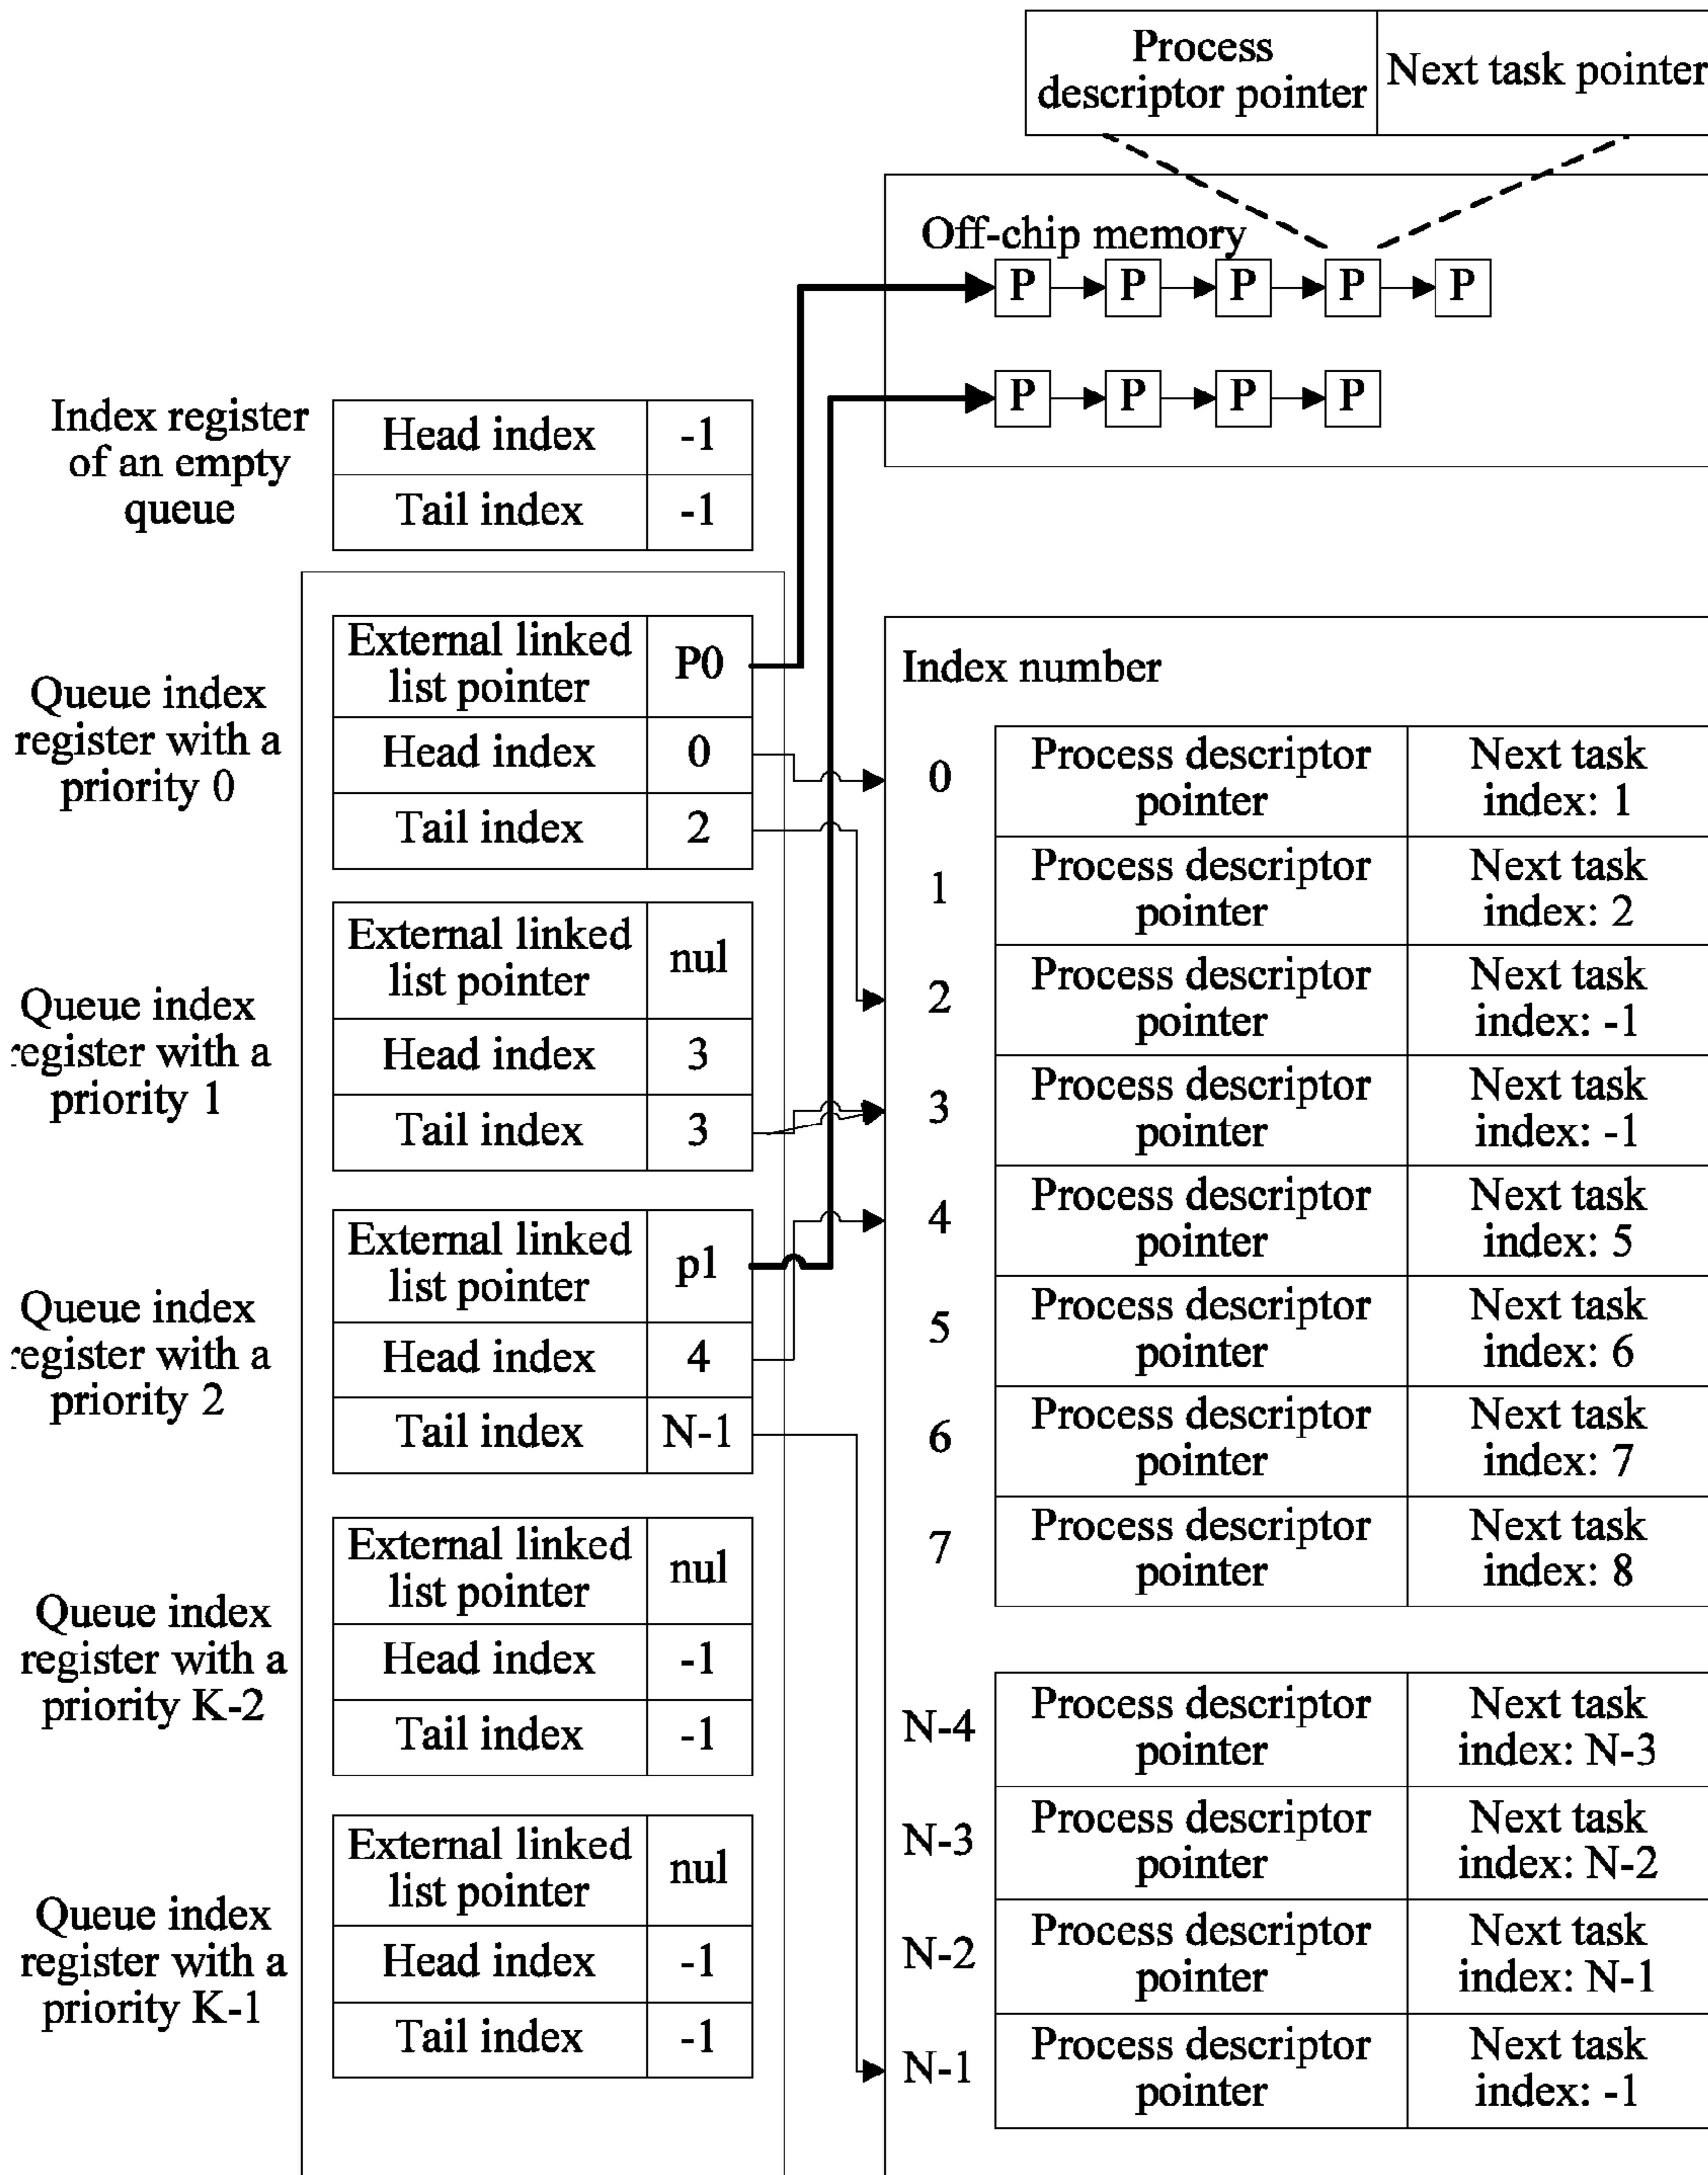 Process
descriptor pointer
Next task pointer
Off-chip memory
P P P P P
P P P P
Index register
of an empty
queue
Head index -1
Tail index -1
Queue index
register with a
priority 0
External linked
list pointer
P0
Head index 0
Tail index 2
Queue index
register with a
priority 1
External linked
list pointer
nul
Head index 3
Tail index 3
Queue index
register with a
priority 2
External linked
list pointer
p1
Head index 4
Tail index N-1
Queue index
register with a
priority K-2
External linked
list pointer
nul
Head index -1
Tail index -1
Queue index
register with a
priority K-1
External linked
list pointer
nul
Head index -1
Tail index -1
Index number
0
Process descriptor
pointer
Next task
index: 1
1
Process descriptor
pointer
Next task
index: 2
2
Process descriptor
pointer
Next task
index: -1
3
Process descriptor
pointer
Next task
index: -1
4
Process descriptor
pointer
Next task
index: 5
5
Process descriptor
pointer
Next task
index: 6
6
Process descriptor
pointer
Next task
index: 7
7
Process descriptor
pointer
Next task
index: 8
N-4
Process descriptor
pointer
Next task
index: N-3
N-3
Process descriptor
pointer
Next task
index: N-2
N-2
Process descriptor
pointer
Next task
index: N-1
N-1
Process descriptor
pointer
Next task
index: -1